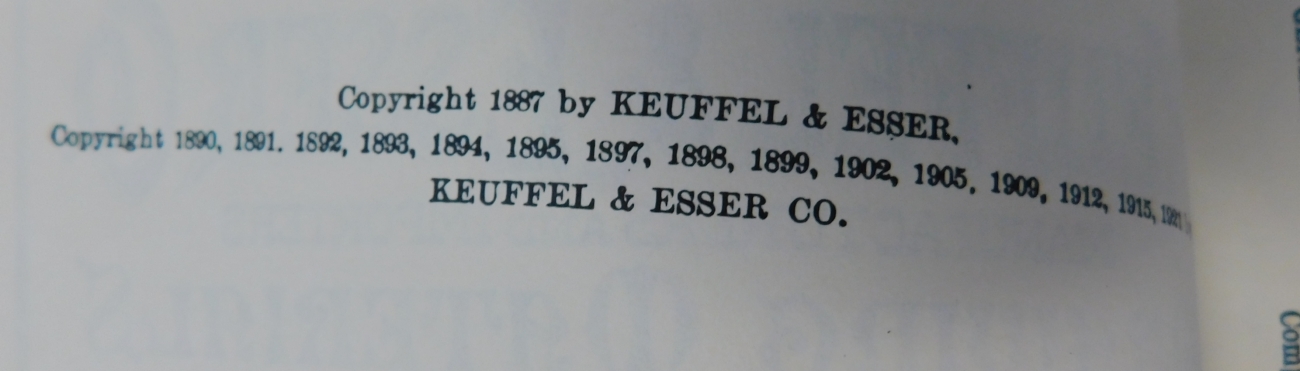 Copyright 1887 by KEUFFEL & ESSER.
Copyright 1890, 1891. 1892, 1893, 1894, 1895, 1897, 1898, 1899, 1902, 1905. 1909, 1912, 1915, 1921
KEUFFEL & ESSER CO.